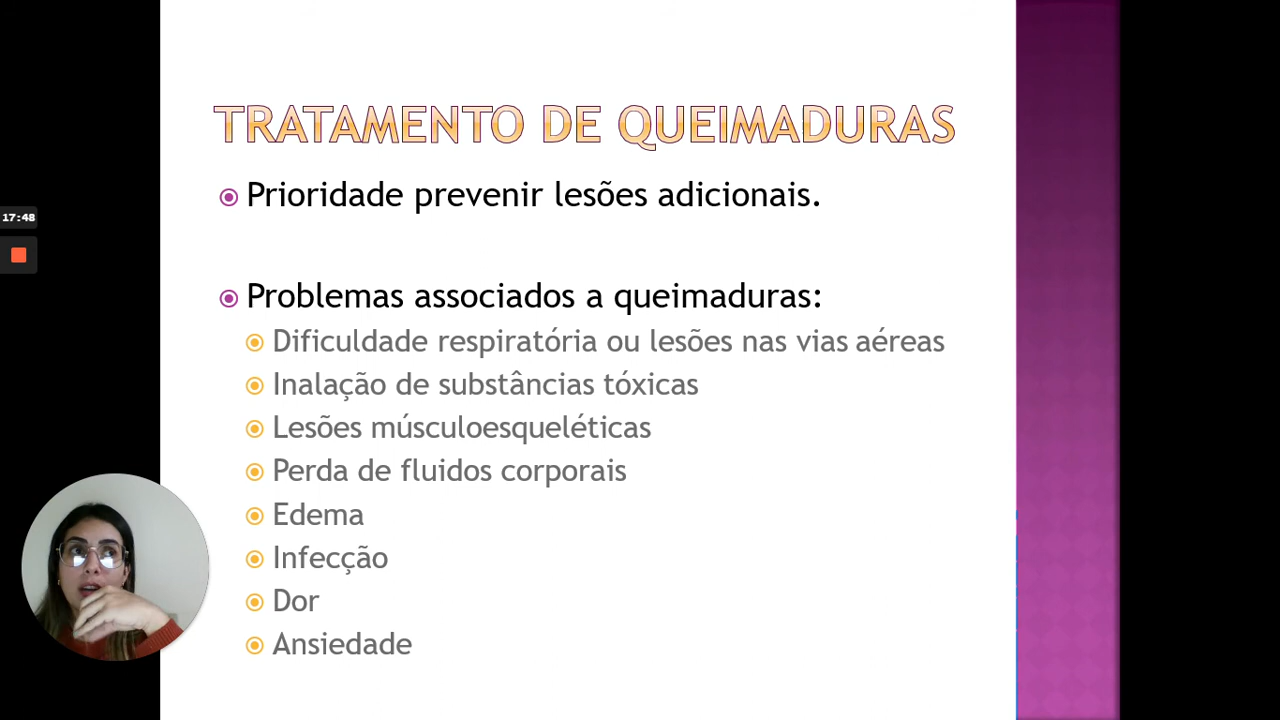 TRATAMENTO DE QUEIMADURAS
Prioridade prevenir lesões adicionais.
17:48
Problemas associados a queimaduras:
Dificuldade respiratória ou lesões nas vias aéreas
Inalação de substâncias tóxicas
Lesões músculoesqueléticas
Perda de fluidos corporais
Edema
Infecção
Dor
Ansiedade